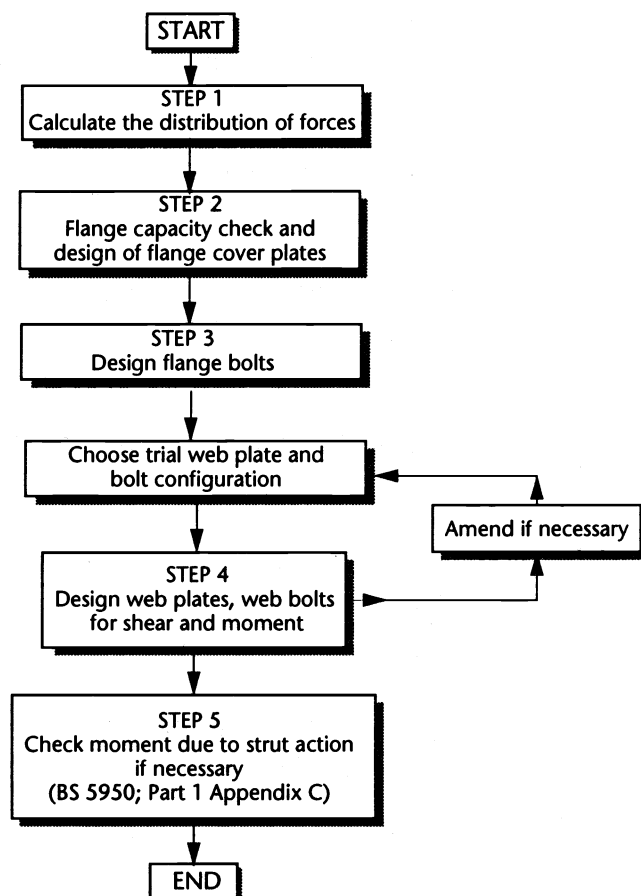 START
STEP 1
Calculate the distribution of forces
STEP 2
Flange capacity check and
design of flange cover plates
STEP 3
Design flange bolts
Choose trial web plate and
bolt configuration
Amend if necessary
STEP 4
Design web plates, web bolts
for shear and moment
STEP 5
Check moment due to strut action
if necessary
(BS 5950; Part 1 Appendix C)
END